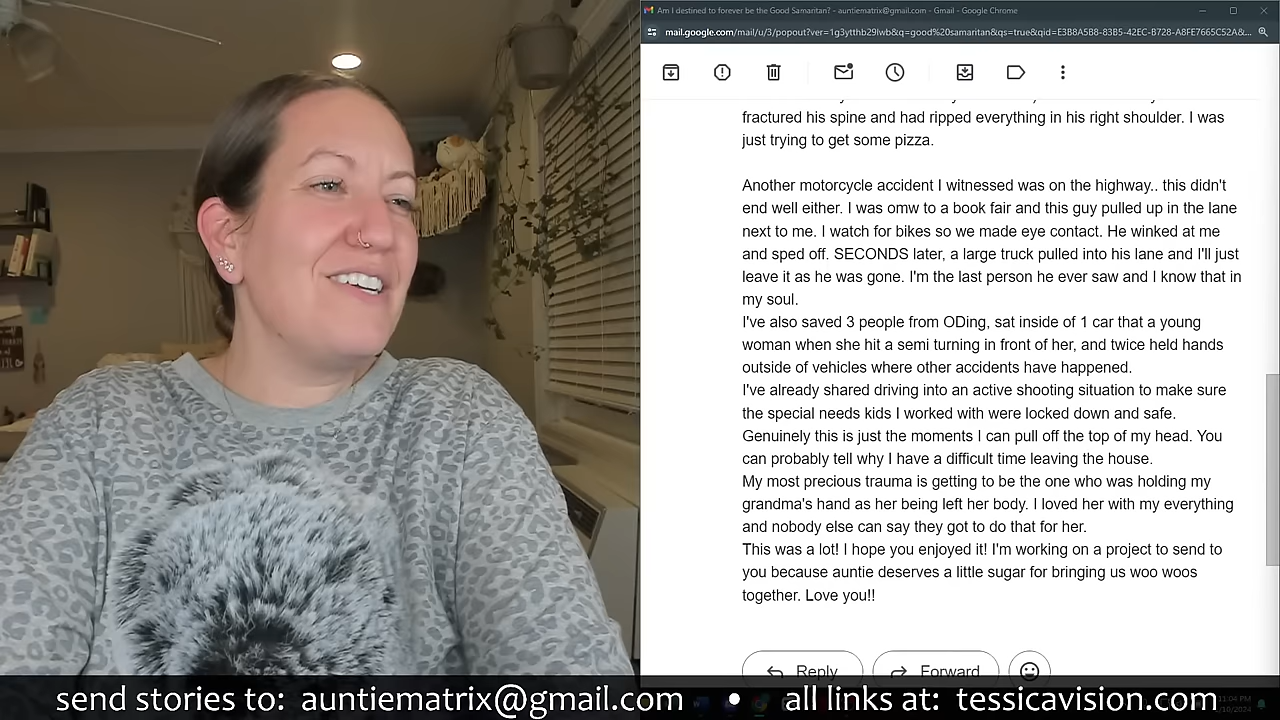 Am I destined to forever be the Good Samaritan? - auntiematrix@gmail.com - Gmail - Google Chrome
mail.google.com/mail/u/3/popout?ver=1g3ytthb29lwb&q=good%20samaritan&qs=true&qid=E3B8A5B8-83B5-42EC-B728-A8FE7665C52A&...
fractured his spine and had ripped everything in his right shoulder. I was
just trying to get some pizza.
Another motorcycle accident I witnessed was on the highway.. this didn't
end well either. I was omw to a book fair and this guy pulled up in the lane
next to me. I watch for bikes so we made eye contact. He winked at me
and sped off. SECONDS later, a large truck pulled into his lane and I'll just
leave it as he was gone. I'm the last person he ever saw and I know that in
my soul.
I've also saved 3 people from ODing, sat inside of 1 car that a young
woman when she hit a semi turning in front of her, and twice held hands
outside of vehicles where other accidents have happened.
I've already shared driving into an active shooting situation to make sure
the special needs kids I worked with were locked down and safe.
Genuinely this is just the moments I can pull off the top of my head. You
can probably tell why I have a difficult time leaving the house.
My most precious trauma is getting to be the one who was holding my
grandma's hand as her being left her body. I loved her with my everything
and nobody else can say they got to do that for her.
This was a lot! I hope you enjoyed it! I'm working on a project to send to
you because auntie deserves a little sugar for bringing us woo woos
together. Love you!!
Reply Forward
send stories to: auntiematrix@gmail.com • all links at: tessicavision.com